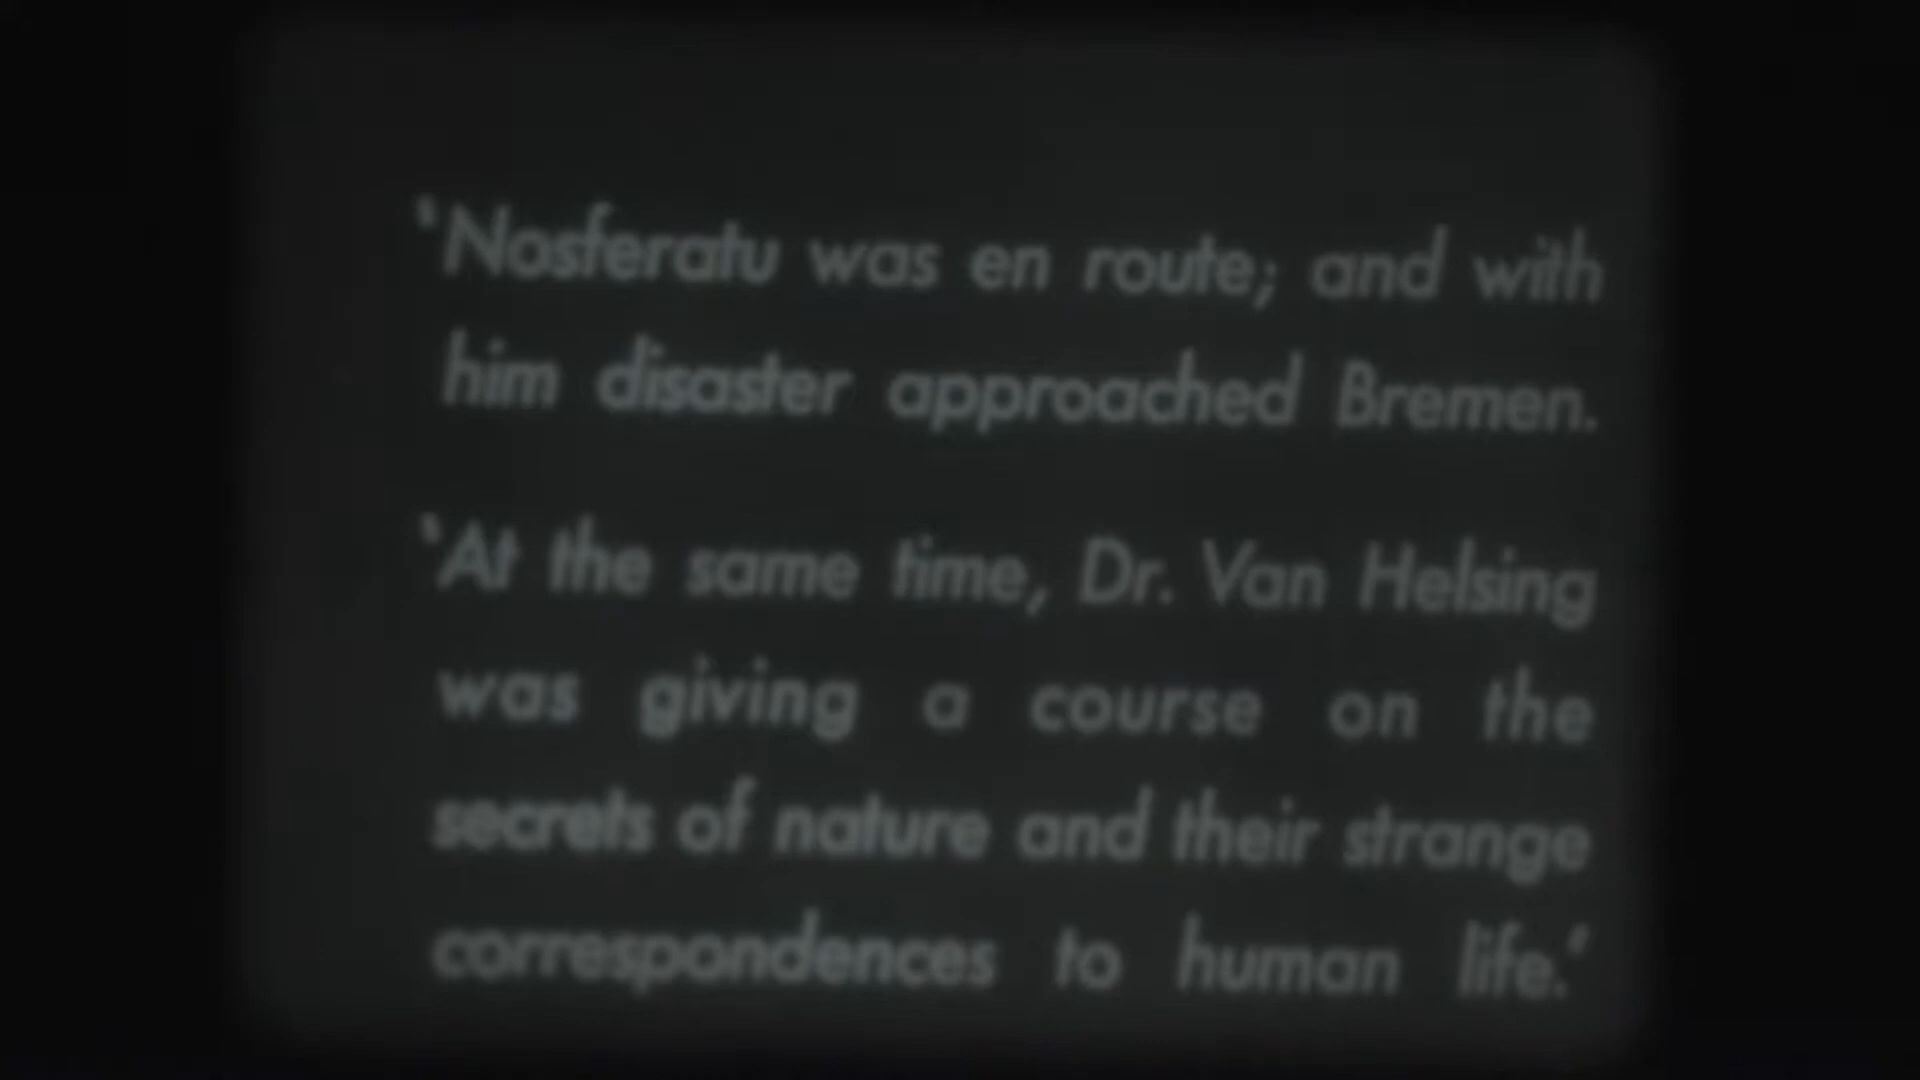 ‘Nosferatu was en route; and with
him disaster approached Bremen.
‘At the same time, Dr. Van Helsing
was giving a course on the
secrets of nature and their strange
correspondences to human life.’